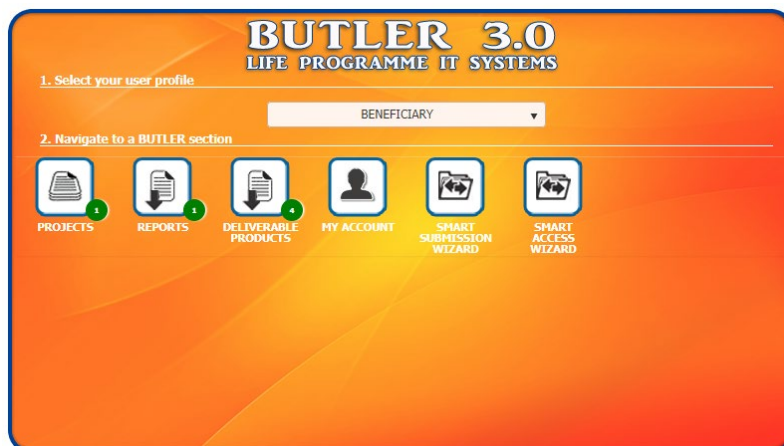 BUTLER 3.0
LIFE PROGRAMME IT SYSTEMS
1. Select your user profile
BENEFICIARY
2. Navigate to a BUTLER section
1
PROJECTS
1
REPORTS
4
DELIVERABLE
PRODUCTS
MY ACCOUNT
SMART
SUBMISSION
WIZARD
SMART
ACCESS
WIZARD